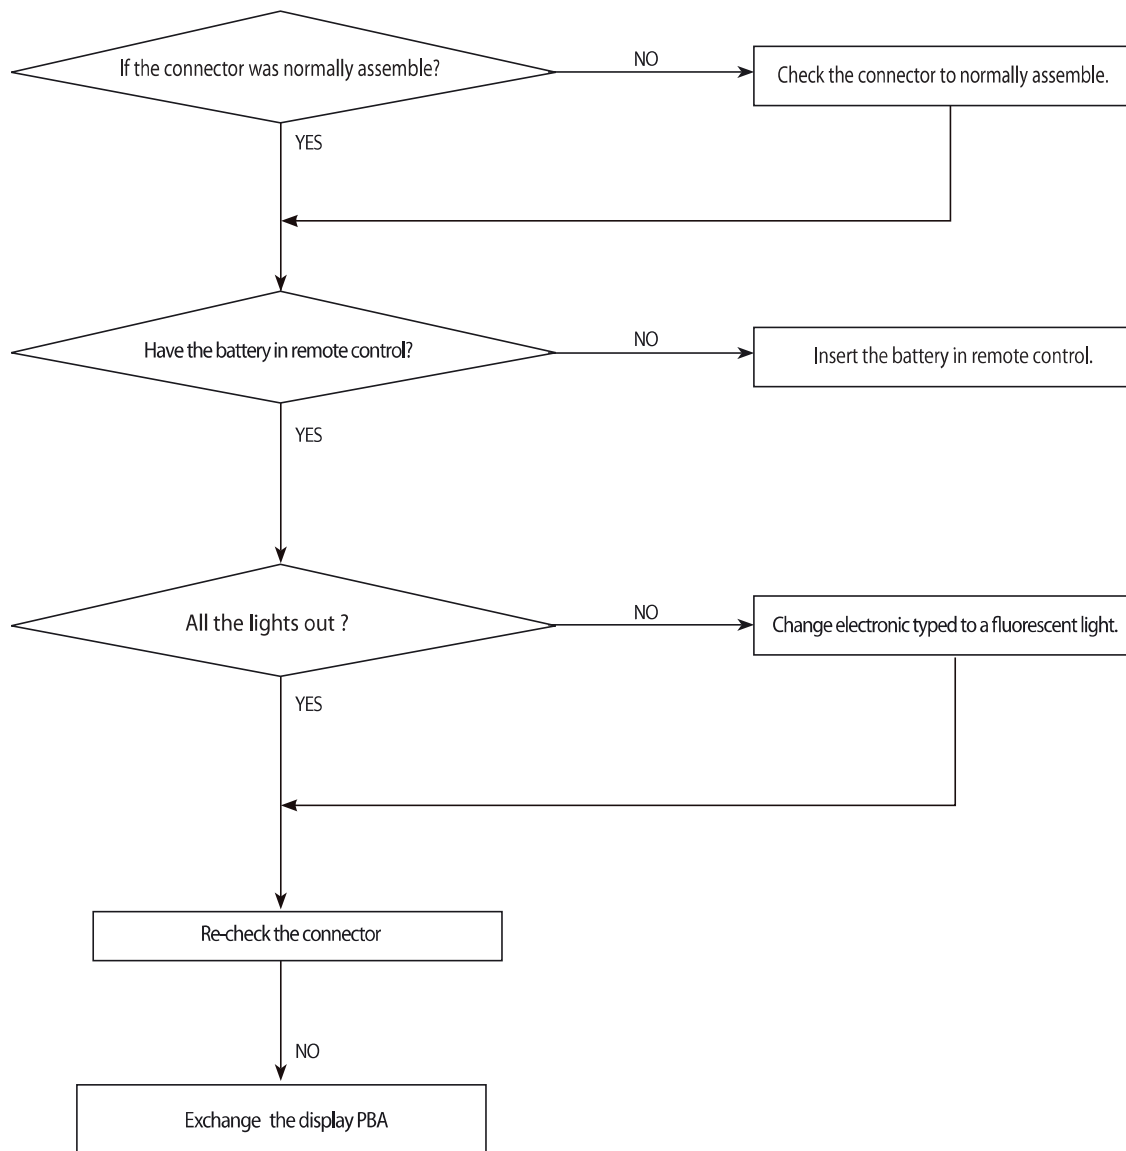 If the connector was normally assemble?
NO
Check the connector to normally assemble.
YES
Have the battery in remote control?
NO
Insert the battery in remote control.
YES
All the lights out ?
NO
Change electronic typed to a fluorescent light.
YES
Re-check the connector
NO
Exchange the display PBA